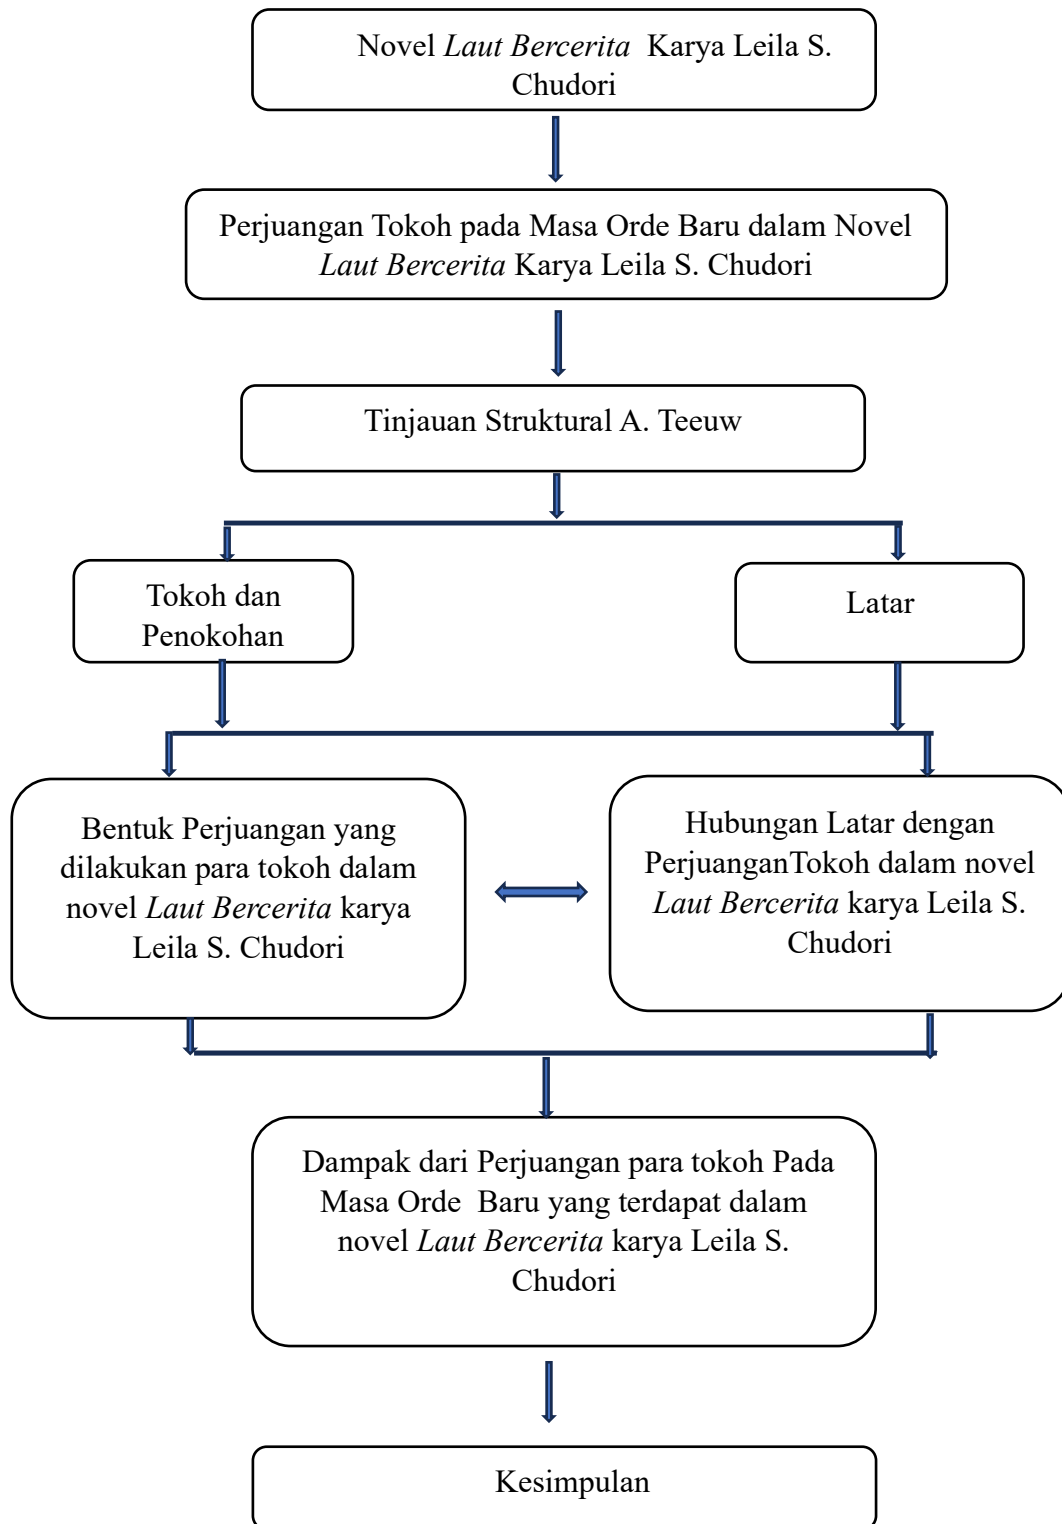 Novel Laut Bercerita Karya Leila S.
Chudori
Perjuangan Tokoh pada Masa Orde Baru dalam Novel
Laut Bercerita Karya Leila S. Chudori
Tinjauan Struktural A. Teeuw
Tokoh dan
Penokohan
Latar
Bentuk Perjuangan yang
dilakukan para tokoh dalam
novel Laut Bercerita karya
Leila S. Chudori
Hubungan Latar dengan
PerjuanganTokoh dalam novel
Laut Bercerita karya Leila S.
Chudori
Dampak dari Perjuangan para tokoh Pada
Masa Orde Baru yang terdapat dalam
novel Laut Bercerita karya Leila S.
Chudori
Kesimpulan